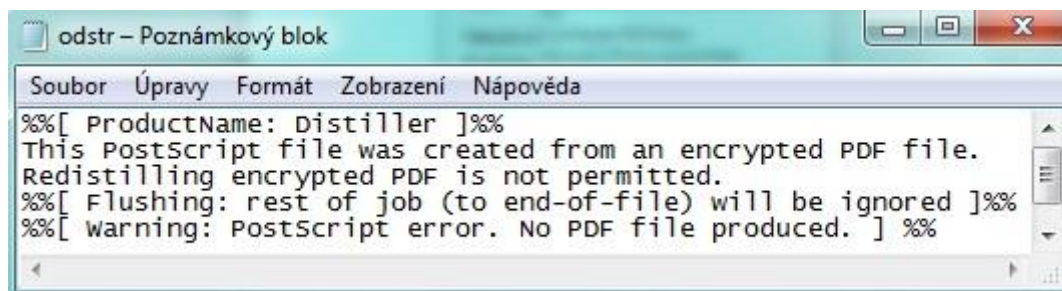 odstr – Poznámkový blok
Soubor Úpravy Formát Zobrazení Nápověda
%%[ ProductName: Distiller ]%%
This PostScript file was created from an encrypted PDF file.
Redistilling encrypted PDF is not permitted.
%%[ Flushing: rest of job (to end-of-file) will be ignored ]%%
%%[ Warning: PostScript error. No PDF file produced. ] %%